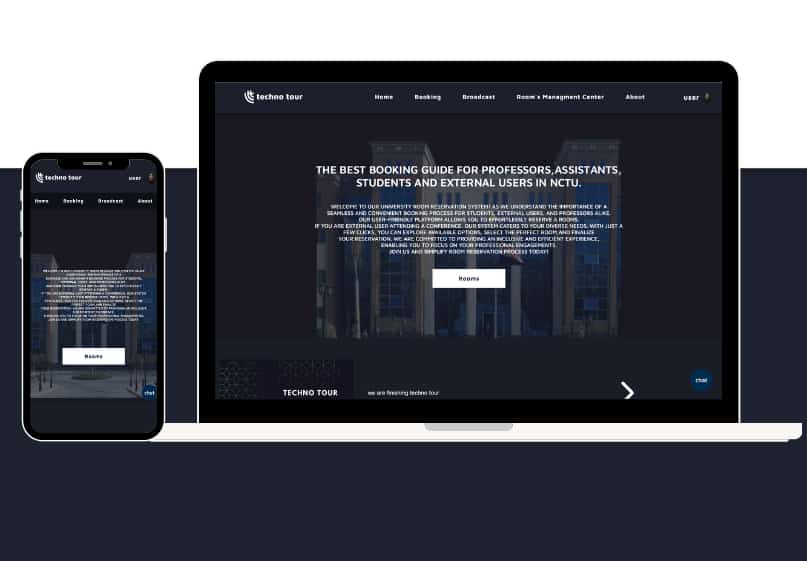 techno tour
Home Booking Broadcast Room's Managment Center About user
THE BEST BOOKING GUIDE FOR PROFESSORS,ASSISTANTS,
STUDENTS AND EXTERNAL USERS IN NCTU.
WELCOME TO OUR UNIVERSITY ROOM RESERVATION SYSTEM! AS WE UNDERSTAND THE IMPORTANCE OF A
SEAMLESS AND CONVENIENT BOOKING PROCESS FOR STUDENTS, EXTERNAL USERS, AND PROFESSORS ALIKE.
OUR USER-FRIENDLY PLATFORM ALLOWS YOU TO EFFORTLESSLY RESERVE A ROOMS.
IF YOU ARE EXTERNAL USER ATTENDING A CONFERENCE. OUR SYSTEM CATERS TO YOUR DIVERSE NEEDS. WITH JUST A
FEW CLICKS, YOU CAN EXPLORE AVAILABLE OPTIONS, SELECT THE PERFECT ROOM,AND FINALIZE
YOUR RESERVATION. WE ARE COMMITTED TO PROVIDING AN INCLUSIVE AND EFFICIENT EXPERIENCE,
ENABLING YOU TO FOCUS ON YOUR PROFESSIONAL ENGAGEMENTS.
JOIN US AND SIMPLIFY ROOM RESERVATION PROCESS TODAY!
Rooms
TECHNO TOUR we are finishing techno tour
chat
techno tour user
Home Booking Broadcast About
Rooms
chat